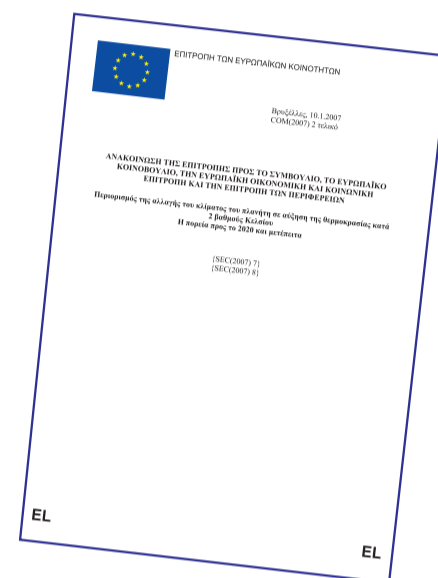 ΕΠΙΤΡΟΠΗ ΤΩΝ ΕΥΡΩΠΑΪΚΩΝ ΚΟΙΝΟΤΗΤΩΝ
Βρυξέλλες, 10.1.2007
COM(2007) 2 τελικό
ΑΝΑΚΟΙΝΩΣΗ ΤΗΣ ΕΠΙΤΡΟΠΗΣ ΠΡΟΣ ΤΟ ΣΥΜΒΟΥΛΙΟ, ΤΟ ΕΥΡΩΠΑΪΚΟ
ΚΟΙΝΟΒΟΥΛΙΟ, ΤΗΝ ΕΥΡΩΠΑΪΚΗ ΟΙΚΟΝΟΜΙΚΗ ΚΑΙ ΚΟΙΝΩΝΙΚΗ
ΕΠΙΤΡΟΠΗ ΚΑΙ ΤΗΝ ΕΠΙΤΡΟΠΗ ΤΩΝ ΠΕΡΙΦΕΡΕΙΩΝ
Περιορισμός της αλλαγής του κλίματος του πλανήτη σε αύξηση της θερμοκρασίας κατά
2 βαθμούς Κελσίου
Η πορεία προς το 2020 και μετέπειτα
{SEC(2007) 7}
{SEC(2007) 8}
EL
EL